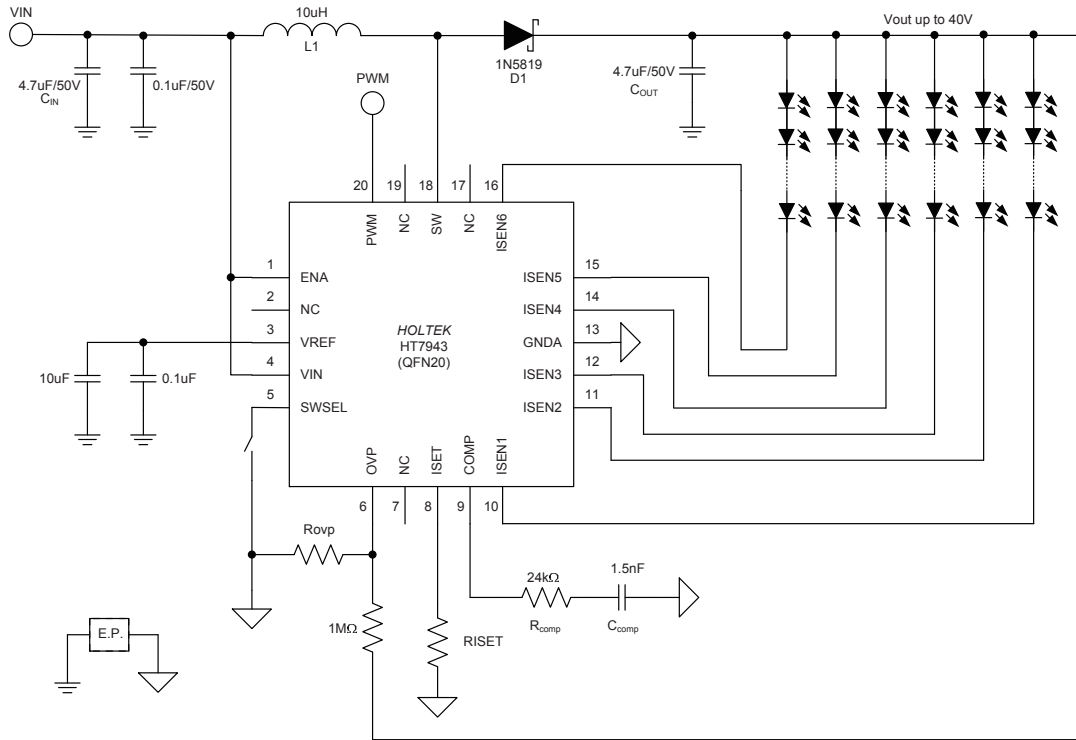 VIN
10uH
L1
Vout up to 40V
1N5819
D1
4.7uF/50V
CIN
0.1uF/50V
PWM
4.7uF/50V
COUT
20
19
18
17
16
PWM
NC
SW
NC
ISEN6
1
ENA
2
NC
3
VREF
4
VIN
5
SWSEL
HOLTEK
HT7943
(QFN20)
15
ISEN5
14
ISEN4
13
GNDA
12
ISEN3
11
ISEN2
10uF
0.1uF
OVP
NC
ISET
COMP
ISEN1
6
7
8
9
10
Rovp
24kΩ
1.5nF
Rcomp
Ccomp
1MΩ
RISET
E.P.